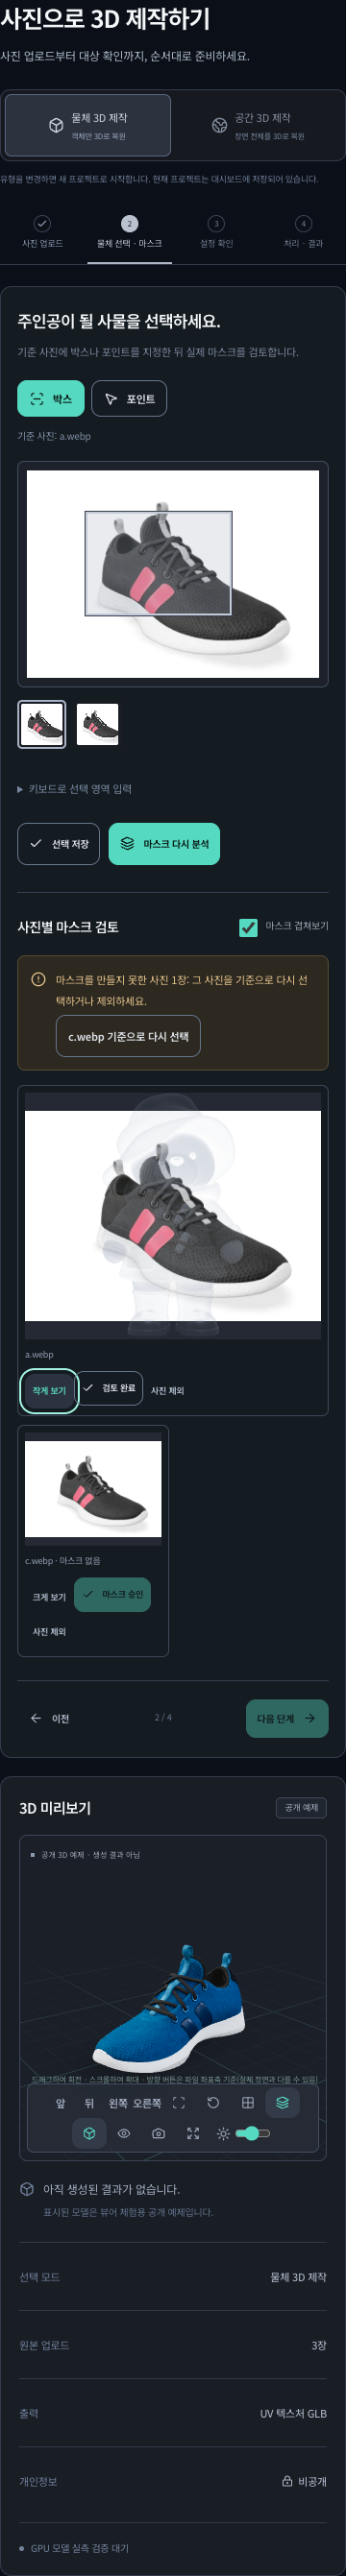 사진으로 3D 제작하기
사진 업로드부터 대상 확인까지, 순서대로 준비하세요.
물체 3D 제작
객체만 3D로 복원
공간 3D 제작
장면 전체를 3D로 복원
유형을 변경하면 새 프로젝트로 시작합니다. 현재 프로젝트는 대시보드에 저장되어 있습니다.
사진 업로드
2
물체 선택 · 마스크
3
설정 확인
4
처리 · 결과
주인공이 될 사물을 선택하세요.
기준 사진에 박스나 포인트를 지정한 뒤 실제 마스크를 검토합니다.
박스
포인트
기준 사진: a.webp
키보드로 선택 영역 입력
선택 저장
마스크 다시 분석
사진별 마스크 검토
마스크 겹쳐보기
마스크를 만들지 못한 사진 1장: 그 사진을 기준으로 다시 선
택하거나 제외하세요.
c.webp 기준으로 다시 선택
a.webp
작게 보기
검토 완료
사진 제외
c.webp · 마스크 없음
크게 보기
마스크 승인
사진 제외
이전
2 / 4
다음 단계
3D 미리보기
공개 예제
공개 3D 예제 · 생성 결과 아님
드래그하여 회전 · 스크롤하여 확대 · 방향 버튼은 파일 좌표축 기준(실제 정면과 다를 수 있음)
앞
뒤
왼쪽
오른쪽
아직 생성된 결과가 없습니다.
표시된 모델은 뷰어 체험용 공개 예제입니다.
선택 모드
물체 3D 제작
원본 업로드
3장
출력
UV 텍스처 GLB
개인정보
비공개
GPU 모델 실측 검증 대기